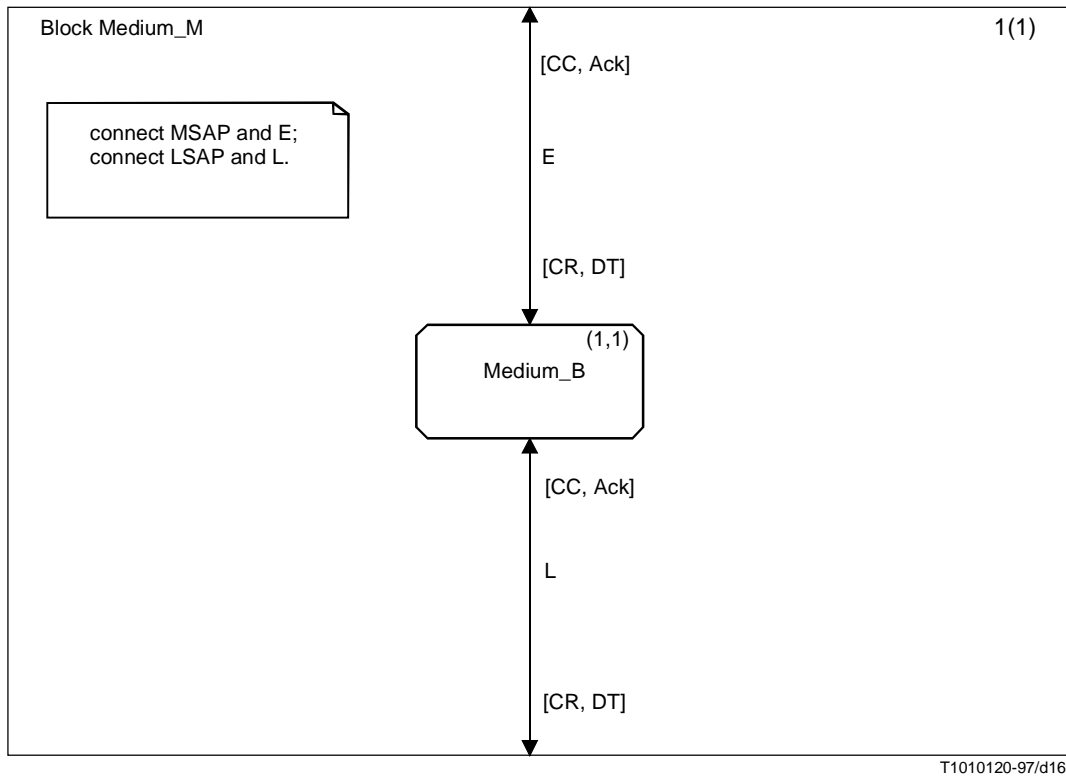 Block Medium_M
1(1)
[CC, Ack]
connect MSAP and E;
connect LSAP and L.
E
[CR, DT]
(1,1)
Medium_B
[CC, Ack]
L
[CR, DT]
T1010120-97/d16